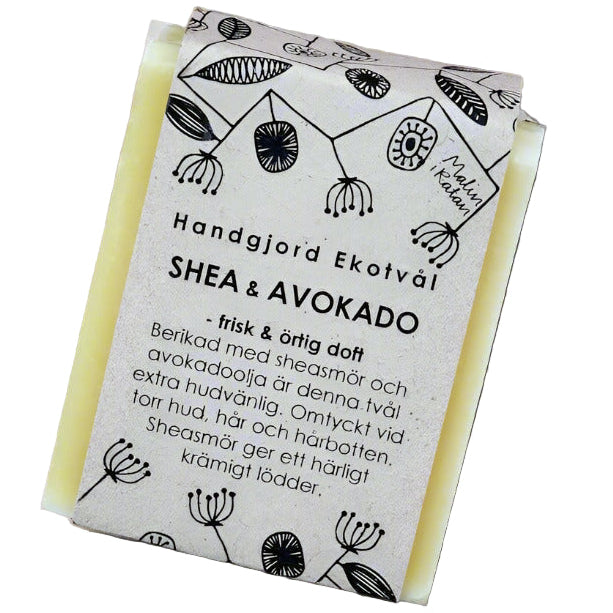 Malin
i Ratan
Handgjord Ekotvål
SHEA & AVOKADO
- frisk & örtig doft
Berikad med sheasmör och
avokadoolja är denna tvål
extra hudvänlig. Omtyckt vid
torr hud, hår och hårbotten.
Sheasmör ger ett härligt
krämigt lödder.